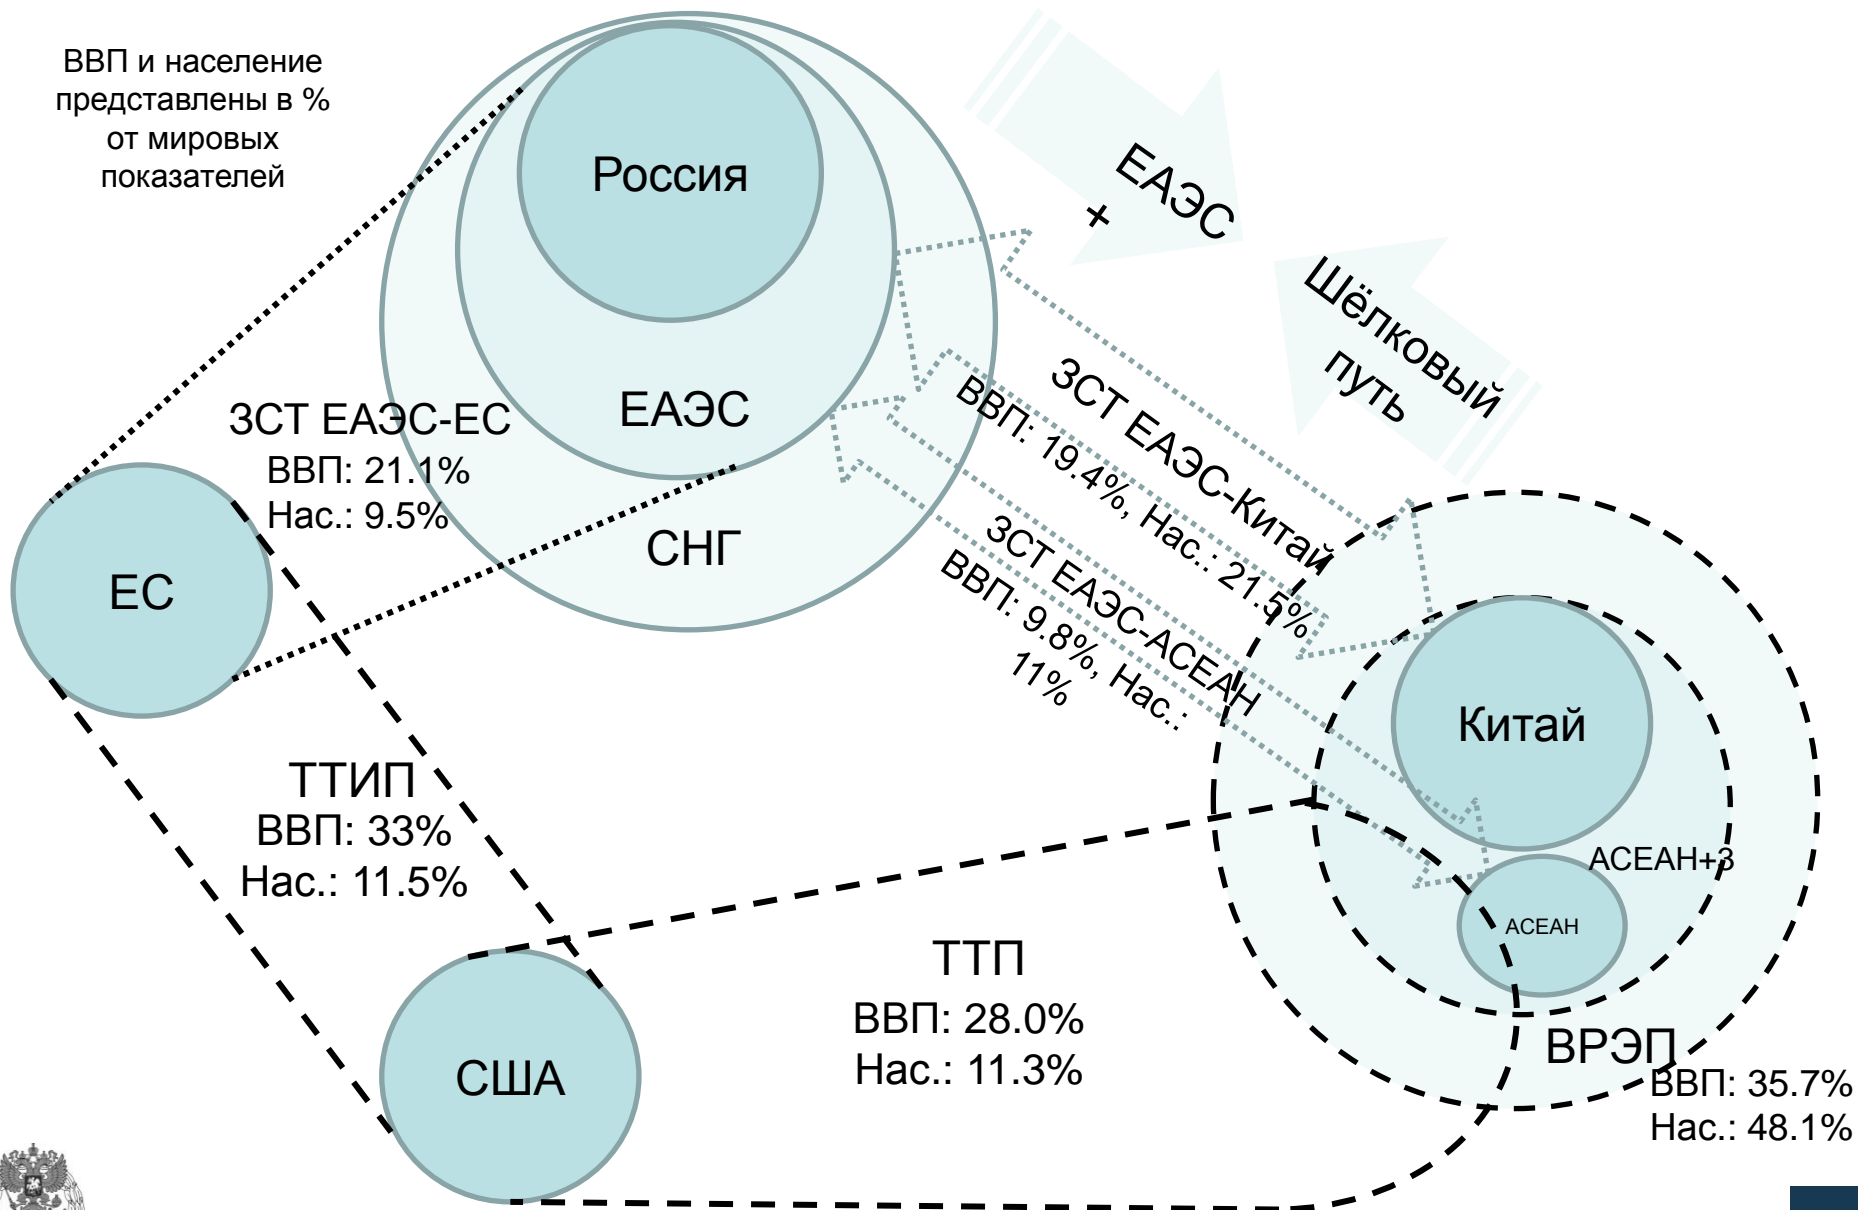 ВВП и население
представлены в %
от мировых
показателей
Россия
ЕАЭС
СНГ
ЕАЭС
+
Шёлковый
путь
ЗСТ ЕАЭС-ЕС
ВВП: 21.1%
Нас.: 9.5%
ЗСТ ЕАЭС-Китай
ВВП: 19.4%, Нас.: 21.5%
ЗСТ ЕАЭС-АСЕАН
ВВП: 9.8%, Нас.:
11%
ЕС
Китай
АСЕАН+3
АСЕАН
ТТИП
ВВП: 33%
Нас.: 11.5%
США
ТТП
ВВП: 28.0%
Нас.: 11.3%
ВРЭП
ВВП: 35.7%
Нас.: 48.1%